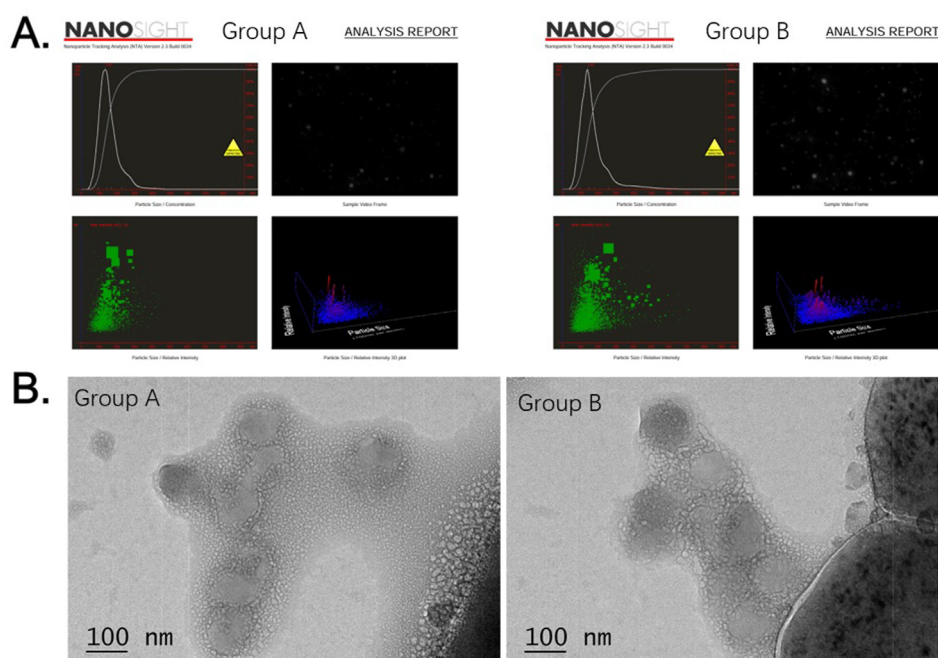 A.
NANOSIGHT
Group A
ANALYSIS REPORT
Nanoparticle Tracking Analysis (NTA) Version 2.3 Build 0034
NANOSIGHT
Group B
ANALYSIS REPORT
Nanoparticle Tracking Analysis (NTA) Version 2.3 Build 0034
Particle Size / Concentration
Sample Video Frame
Particle Size / Concentration
Sample Video Frame
Relative Intensity
Particle Size
Relative Intensity
Particle Size
Particle Size / Relative Intensity
Particle Size / Relative Intensity 3D plot
Particle Size / Relative Intensity
Particle Size / Relative Intensity 3D plot
B.
Group A
Group B
100 nm
100 nm